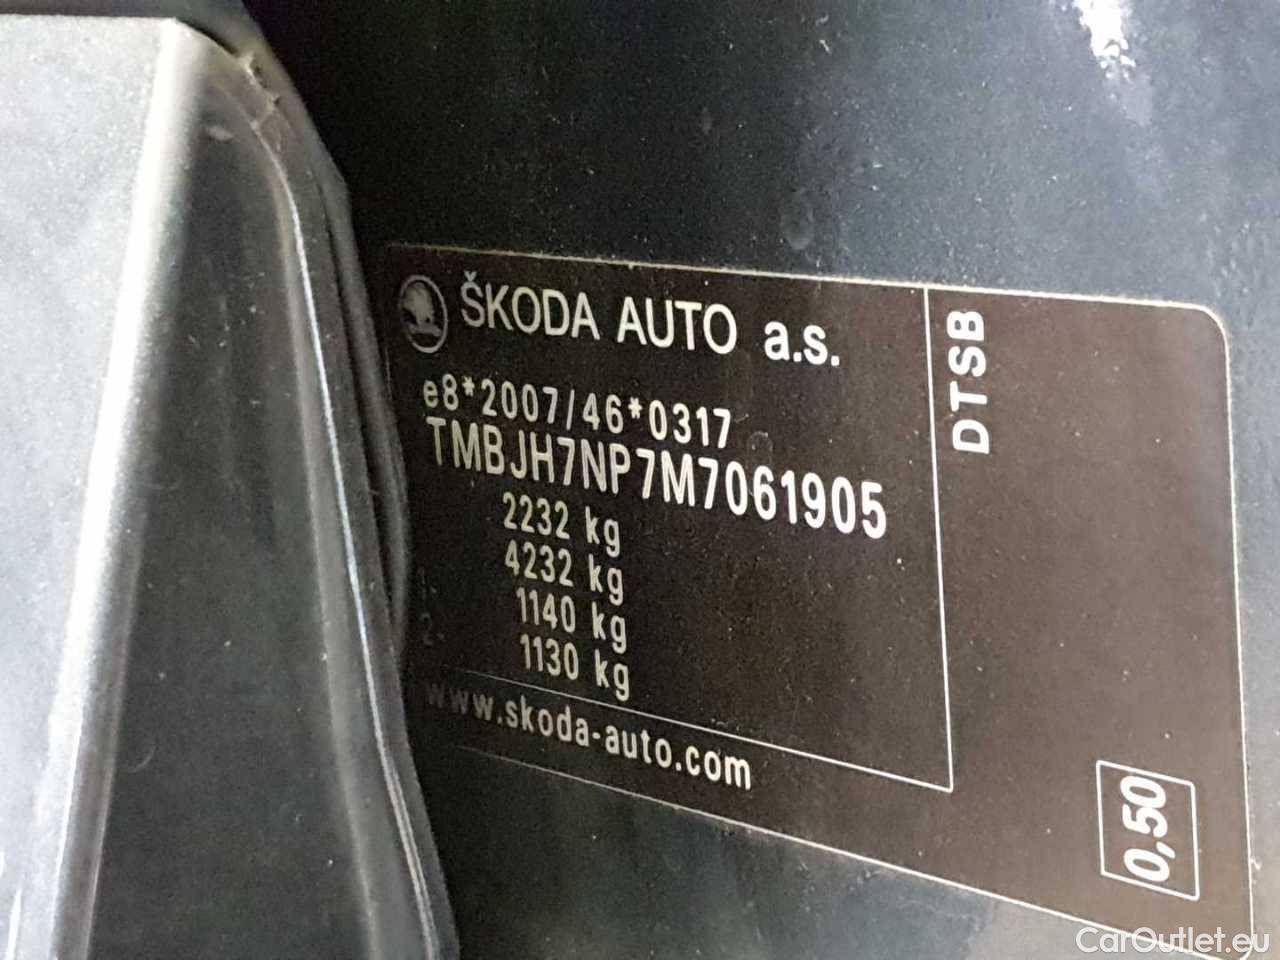 ŠKODA AUTO a.s.
e8*2007/46*0317
TMBJH7NP7M7061905
2232 kg
4232 kg
1140 kg
1130 kg
www.skoda-auto.com
DTSB
0,50
CarOutlet.eu